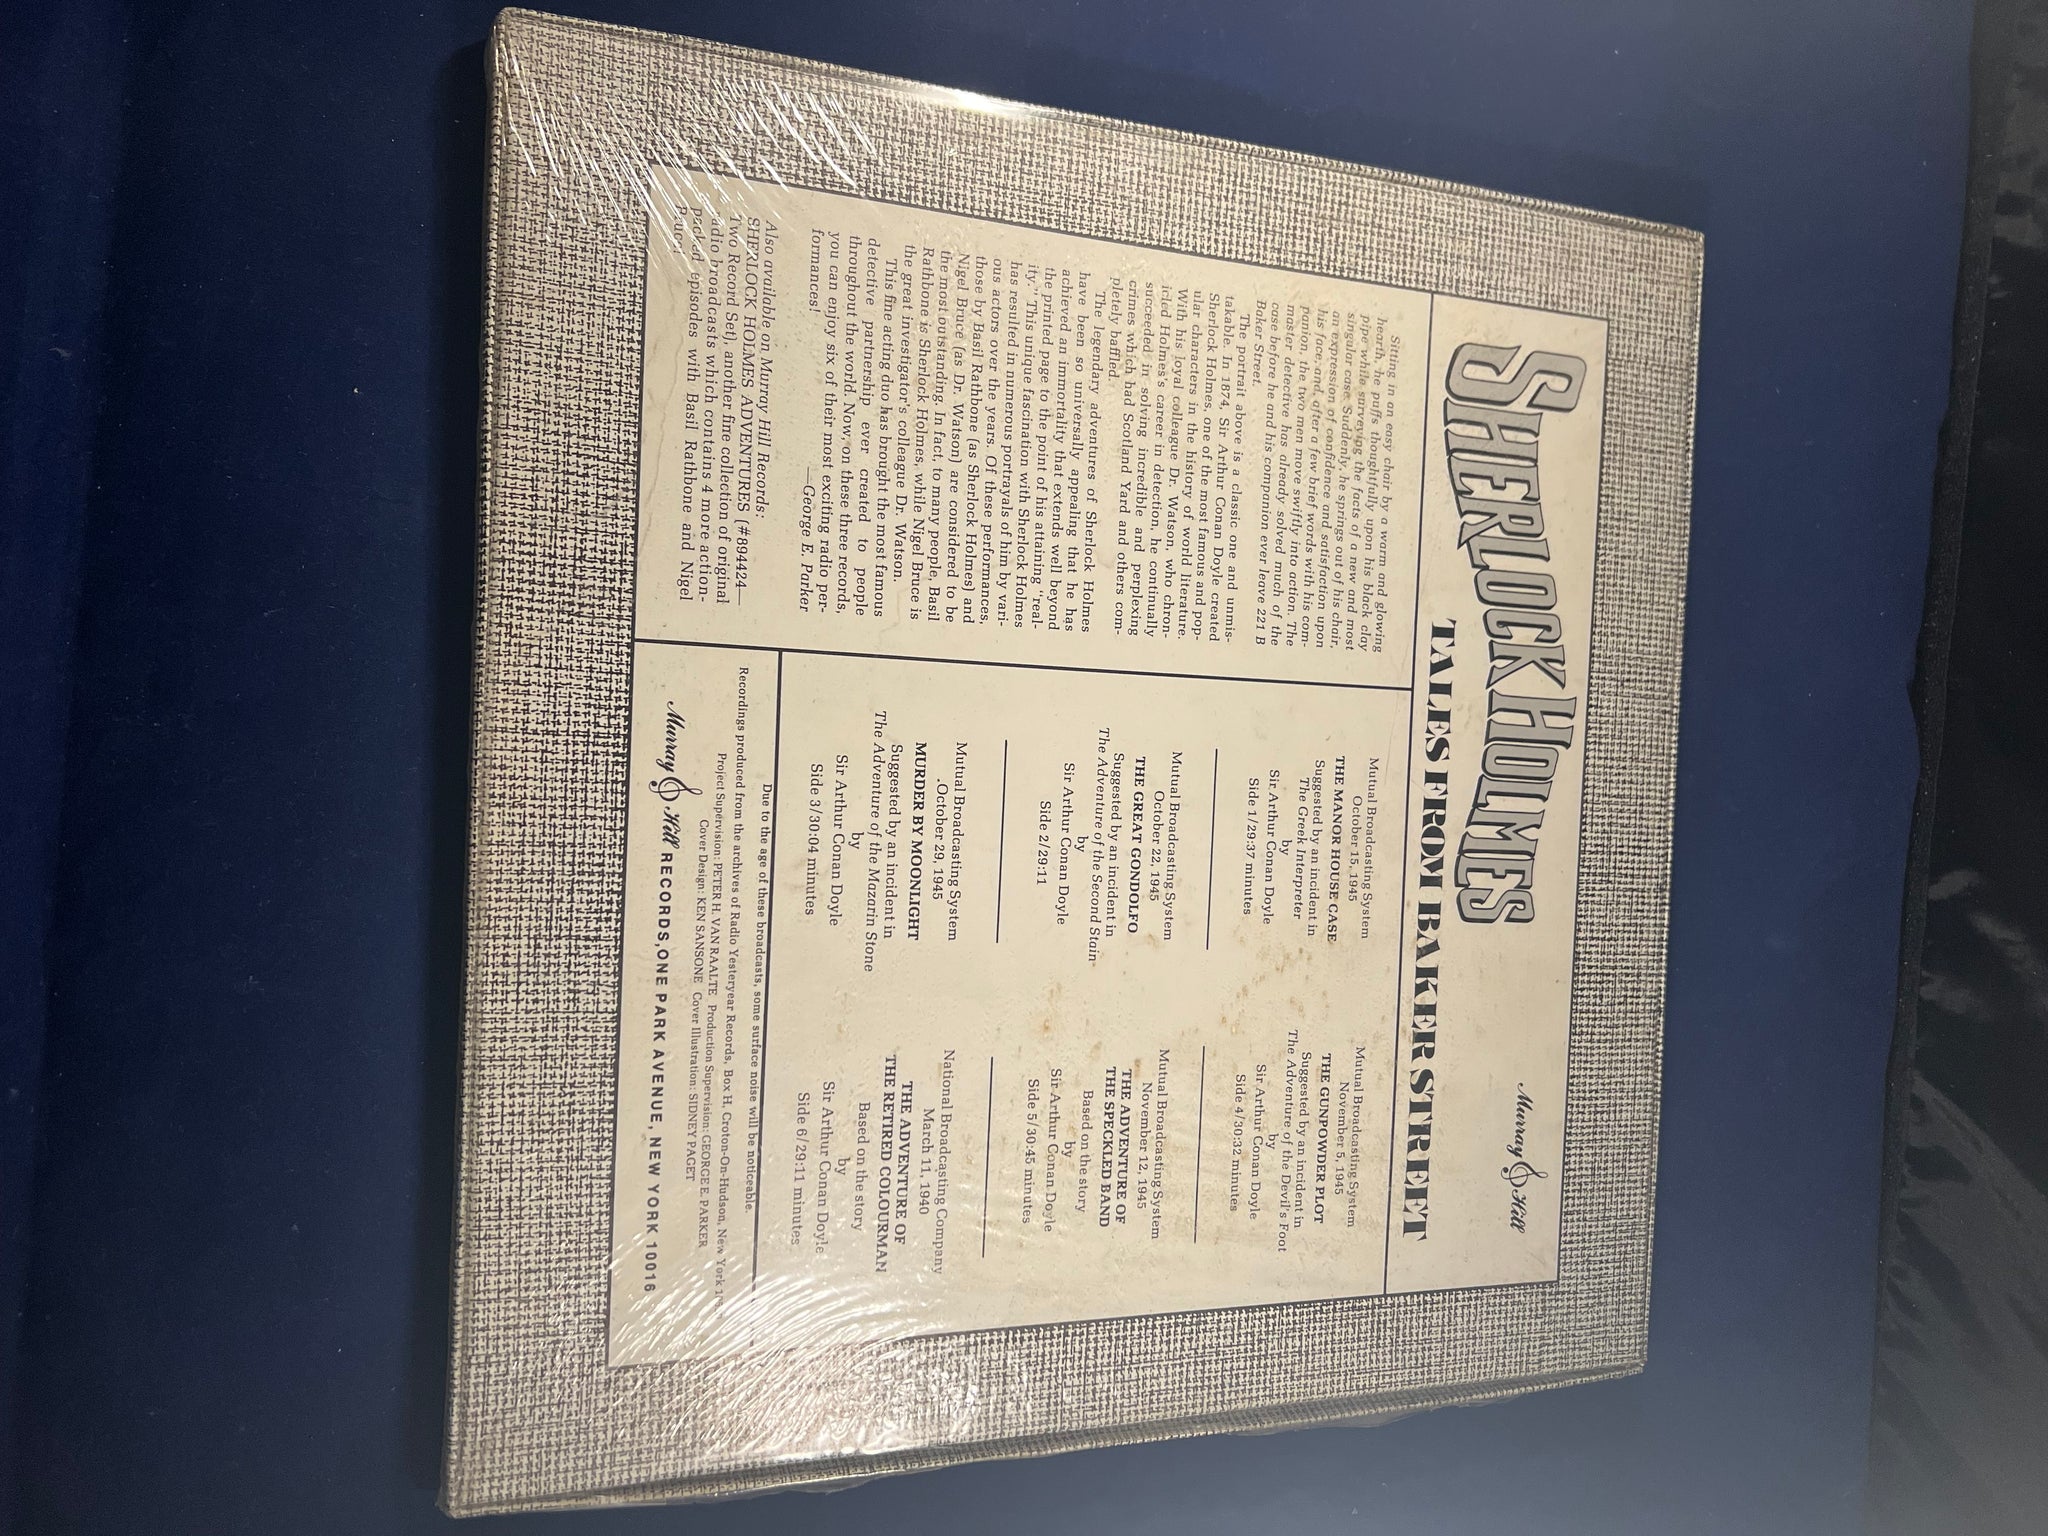 SHERLOCK HOLMES
Murray Hill
TALES FROM BAKER STREET
Sitting in an easy chair by a warm and glowing
hearth, he puffs thoughtfully upon his black clay
pipe while surveying the facts of a new and most
singular case. Suddenly, he springs out of his chair,
an expression of confidence and satisfaction upon
his face and, after a few brief words with his com-
panion, the two men move swiftly into action. The
master detective has already solved much of the
case before he and his companion ever leave 221 B
Baker Street.
The portrait above is a classic one and unmis-
takable. In 1874, Sir Arthur Conan Doyle created
Sherlock Holmes, one of the most famous and pop-
ular characters in the history of world literature.
With his loyal colleague Dr. Watson, who chron-
icled Holmes's career in detection, he continually
succeeded in solving incredible and perplexing
crimes which had Scotland Yard and others com-
pletely baffled.
The legendary adventures of Sherlock Holmes
have been so universally appealing that he has
achieved an immortality that extends well beyond
the printed page to the point of his attaining "real-
ity." This unique fascination with Sherlock Holmes
has resulted in numerous portrayals of him by vari-
ous actors over the years. Of these performances,
those by Basil Rathbone (as Sherlock Holmes) and
Nigel Bruce (as Dr. Watson) are considered to be
the most outstanding. In fact, to many people, Basil
Rathbone is Sherlock Holmes, while Nigel Bruce is
the great investigator's colleague Dr. Watson.
This fine acting duo has brought the most famous
detective partnership ever created to people
throughout the world. Now, on these three records,
you can enjoy six of their most exciting radio per-
formances!
—George E. Parker
Also available on Murray Hill Records:
SHERLOCK HOLMES ADVENTURES (#894424—
Two Record Set), another fine collection of original
radio broadcasts which contains 4 more action-
packed episodes with Basil Rathbone and Nigel
Bruce!
Mutual Broadcasting System
October 15, 1945
THE MANOR HOUSE CASE
Suggested by an incident in
The Greek Interpreter
by
Sir Arthur Conan Doyle
Side 1/29:37 minutes
Mutual Broadcasting System
October 22, 1945
THE GREAT GONDOLFO
Suggested by an incident in
The Adventure of the Second Stain
by
Sir Arthur Conan Doyle
Side 2/29:11
Mutual Broadcasting System
October 29, 1945
MURDER BY MOONLIGHT
Suggested by an incident in
The Adventure of the Mazarin Stone
by
Sir Arthur Conan Doyle
Side 3/30:04 minutes
Mutual Broadcasting System
November 5, 1945
THE GUNPOWDER PLOT
Suggested by an incident in
The Adventure of the Devil's Foot
by
Sir Arthur Conan Doyle
Side 4/30:32 minutes
Mutual Broadcasting System
November 12, 1945
THE ADVENTURE OF
THE SPECKLED BAND
Based on the story
by
Sir Arthur Conan Doyle
Side 5/30:45 minutes
National Broadcasting Company
March 11, 1940
THE ADVENTURE OF
THE RETIRED COLOURMAN
Based on the story
by
Sir Arthur Conan Doyle
Side 6/29:11 minutes
Due to the age of these broadcasts, some surface noise will be noticeable.
Recordings produced from the archives of Radio Yesteryear Records, Box H, Croton-On-Hudson, New York
Project Supervision: PETER H. VAN RAALTE Production Supervision: GEORGE E. PARKER
Cover Design: KEN SANSONE Cover Illustration: SIDNEY PAGET
Murray Hill RECORDS, ONE PARK AVENUE, NEW YORK 10016